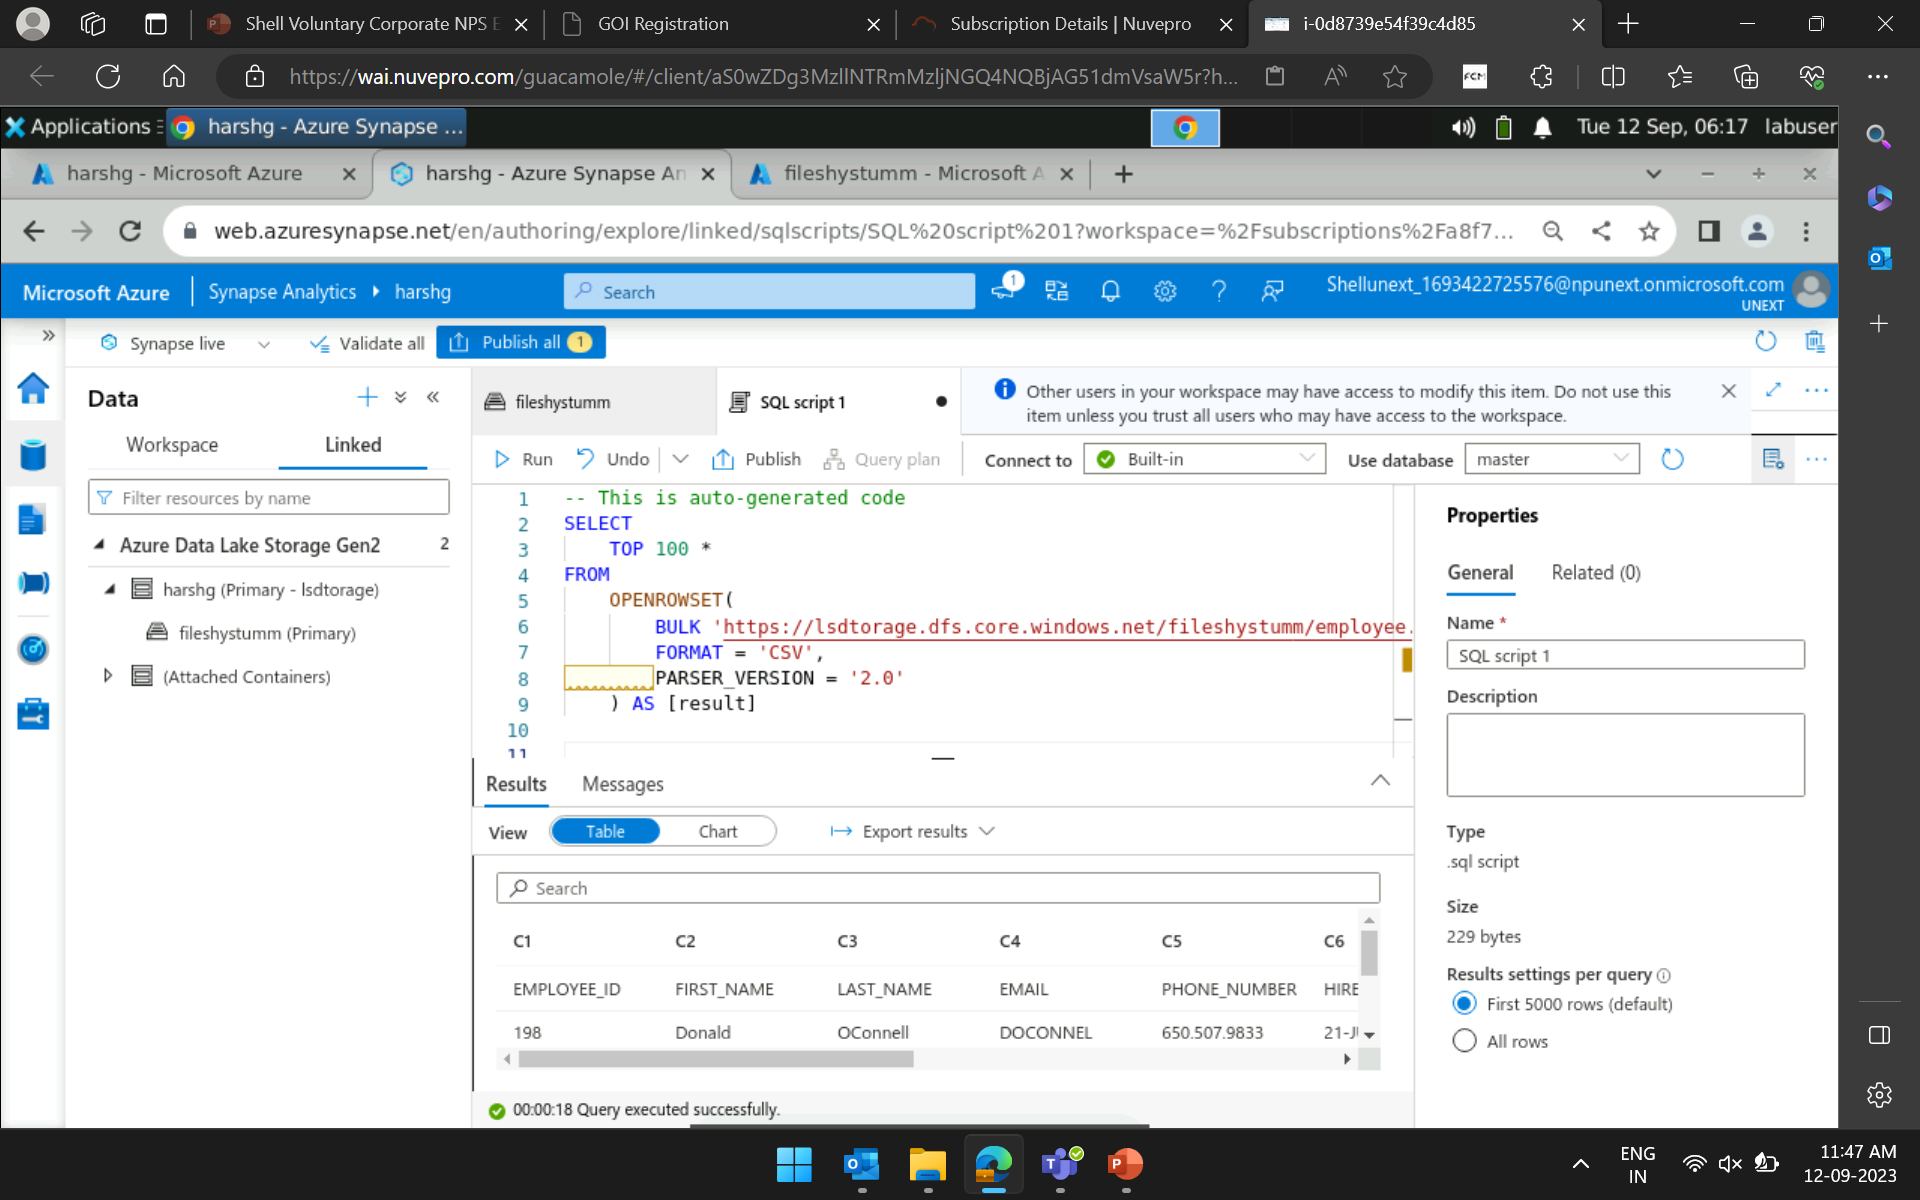 Shell Voluntary Corporate NPS E
GOI Registration
Subscription Details | Nuvepro
i-0d8739e54f39c4d85
https://wai.nuvepro.com/guacamole/#/client/aS0wZDg3MzllNTRmMzljNGQ4NQBjAG51dmVsaW5r?h...
Applications
harshg - Azure Synapse ...
Tue 12 Sep, 06:17 labuser
harshg - Microsoft Azure
harshg - Azure Synapse An
fileshystumm - Microsoft A
web.azuresynapse.net/en/authoring/explore/linked/sqlscripts/SQL%20script%201?workspace=%2Fsubscriptions%2Fa8f7...
Microsoft Azure
Synapse Analytics
harshg
Search
1
Shellunext_1693422725576@npunext.onmicrosoft.com
UNEXT
Synapse live
Validate all
Publish all 1
Data
Workspace
Linked
Filter resources by name
Azure Data Lake Storage Gen2 2
harshg (Primary - lsdtorage)
fileshystumm (Primary)
(Attached Containers)
fileshystumm
SQL script 1
Other users in your workspace may have access to modify this item. Do not use this
item unless you trust all users who may have access to the workspace.
Run
Undo
Publish
Query plan
Connect to
Built-in
Use database
master
1 -- This is auto-generated code
2 SELECT
3 TOP 100 *
4 FROM
5 OPENROWSET(
6 BULK 'https://lsdtorage.dfs.core.windows.net/fileshystumm/employee.
7 FORMAT = 'CSV',
8 PARSER_VERSION = '2.0'
9 ) AS [result]
10
11
Results
Messages
View
Table
Chart
Export results
Search
C1 C2 C3 C4 C5 C6
EMPLOYEE_ID FIRST_NAME LAST_NAME EMAIL PHONE_NUMBER HIRE
198 Donald OConnell DOCONNEL 650.507.9833 21-JU
00:00:18 Query executed successfully.
Properties
General
Related (0)
Name *
SQL script 1
Description
Type
.sql script
Size
229 bytes
Results settings per query
First 5000 rows (default)
All rows
ENG
IN
11:47 AM
12-09-2023